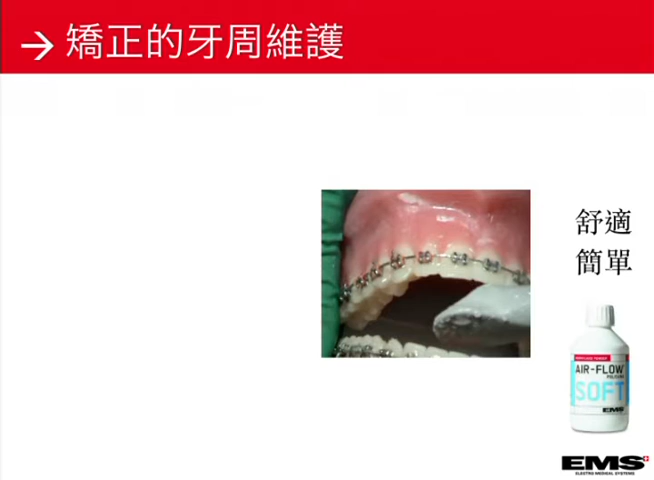 → 矯正的牙周維護
舒適
簡單
AIR-FLOW
SOFT
EMS
EMS+
ELECTRO MEDICAL SYSTEMS